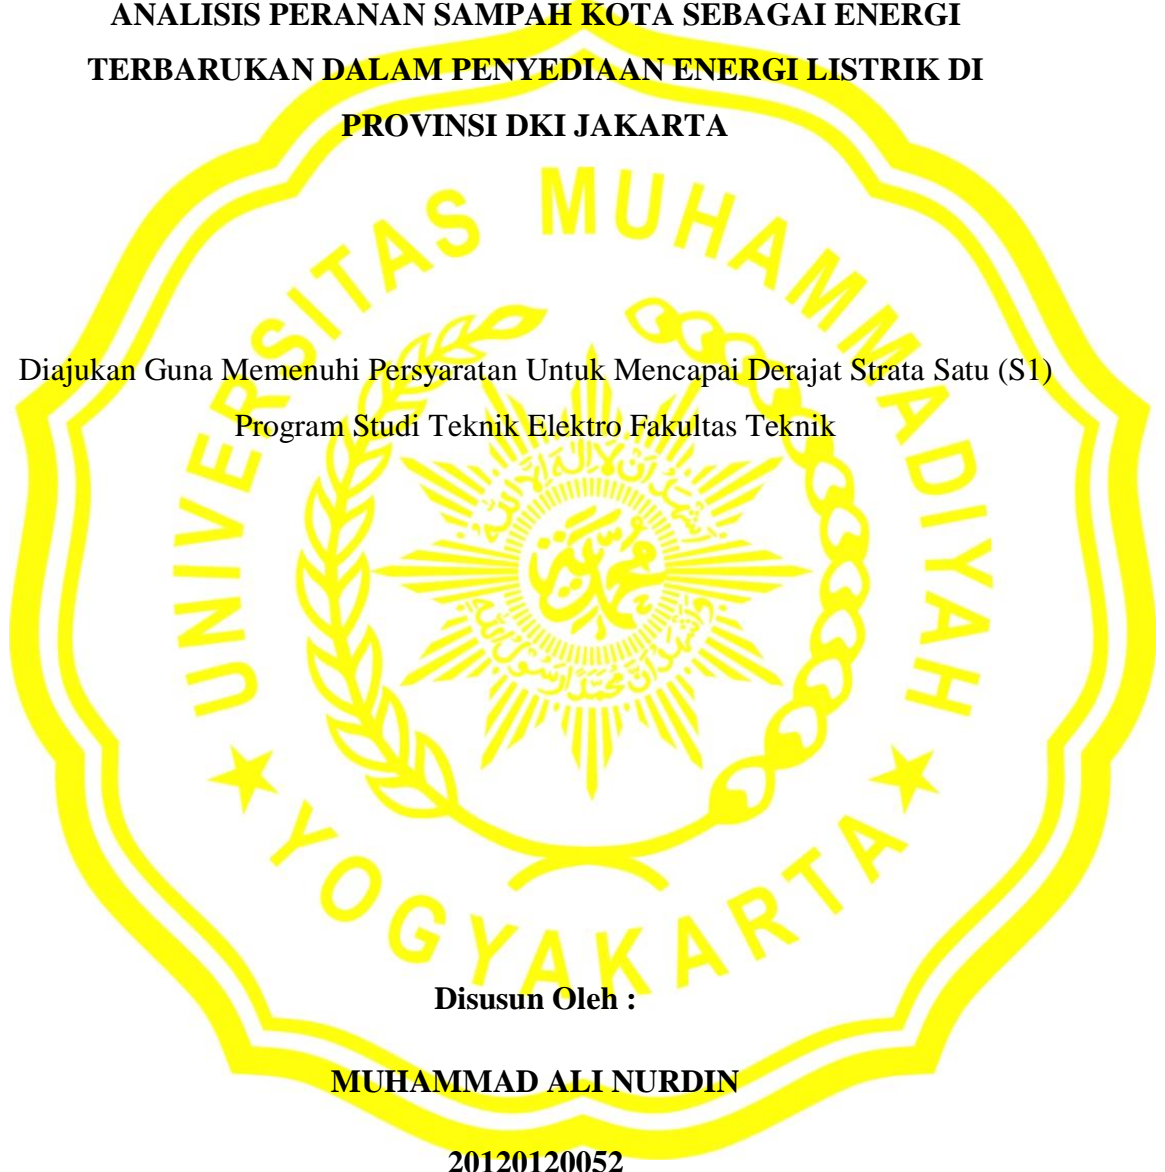 ANALISIS PERANAN SAMPAH KOTA SEBAGAI ENERGI
TERBARUKAN DALAM PENYEDIAAN ENERGI LISTRIK DI
PROVINSI DKI JAKARTA
UNIVERSITAS MUHAMMADIYAH
Diajukan Guna Memenuhi Persyaratan Untuk Mencapai Derajat Strata Satu (S1)
Program Studi Teknik Elektro Fakultas Teknik
★ YOGYAKARTA ★
Disusun Oleh :
MUHAMMAD ALI NURDIN
20120120052